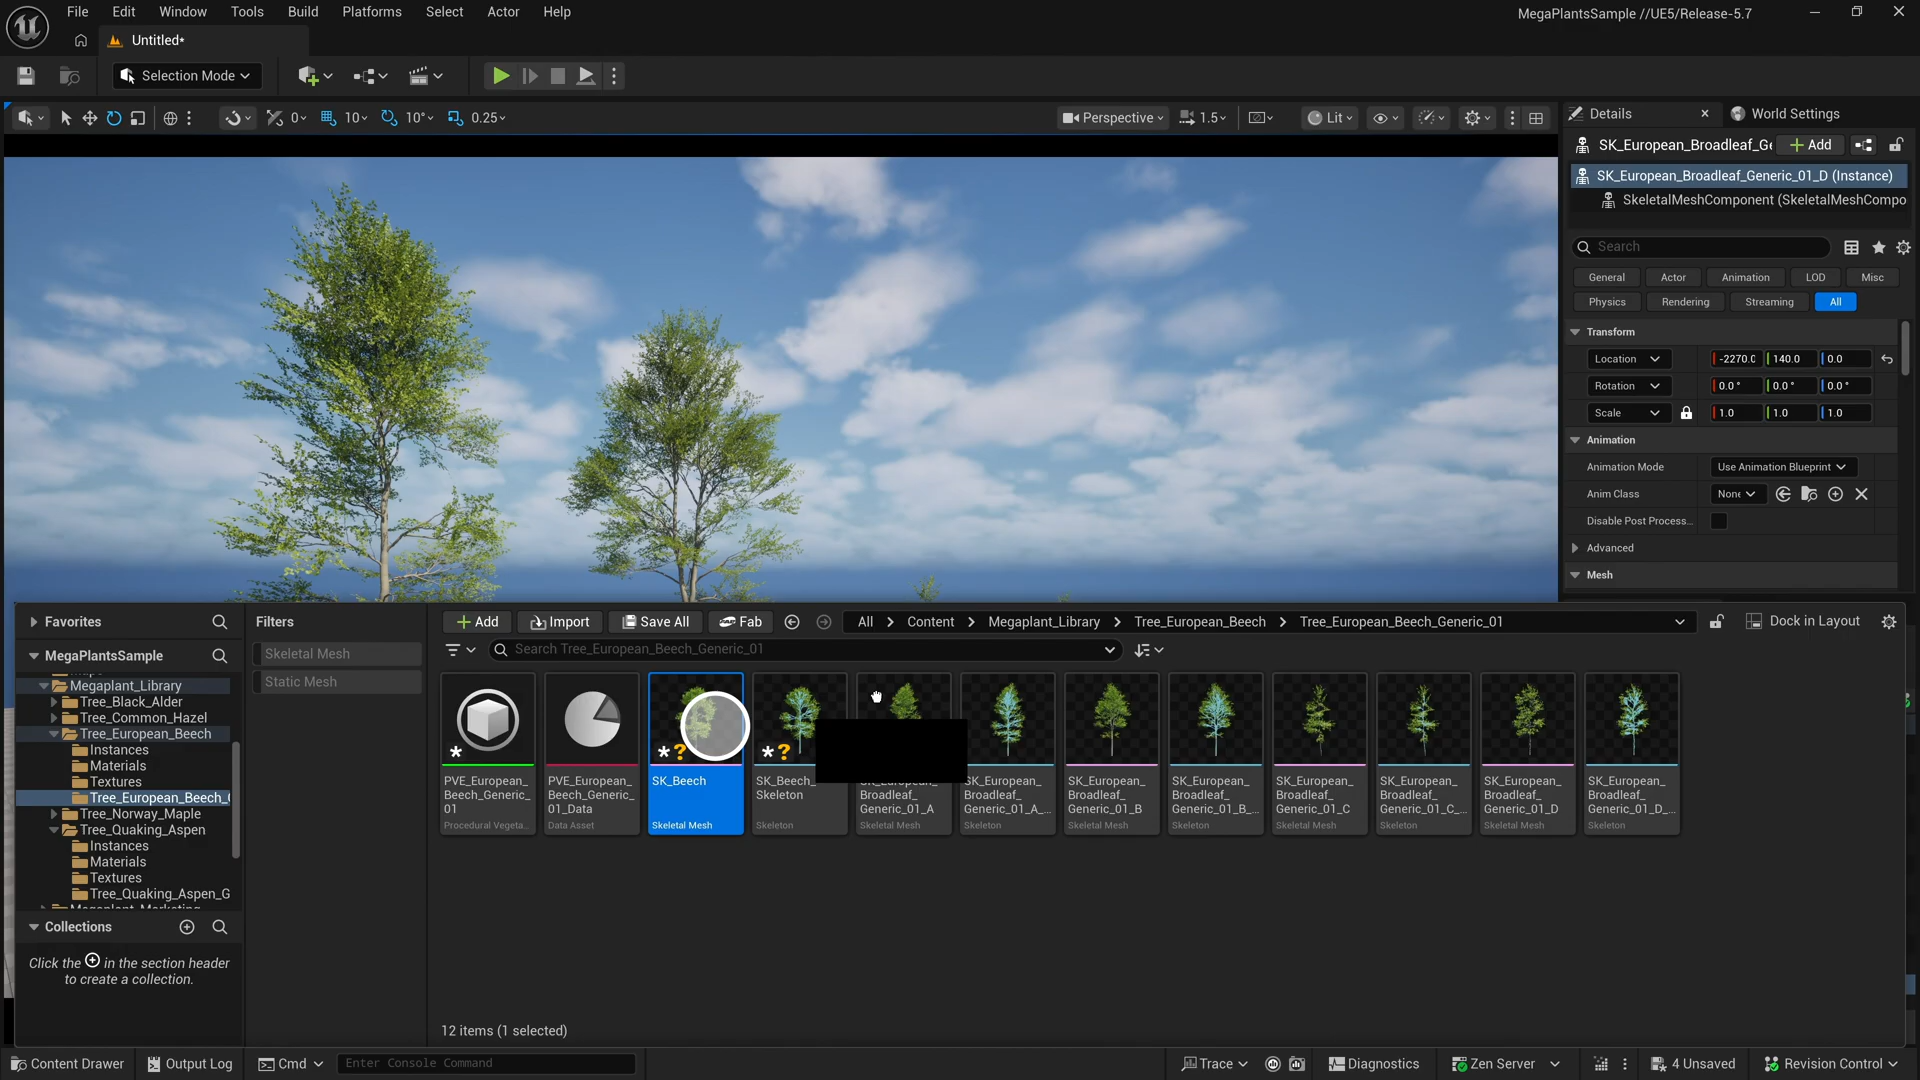 File Edit Window Tools Build Platforms Select Actor Help
MegaPlantsSample //UE5/Release-5.7
Untitled*
Selection Mode
0 10 10° 0.25
Perspective 1.5 Lit
Details
World Settings
SK_European_Broadleaf_Ge
Add
SK_European_Broadleaf_Generic_01_D (Instance)
SkeletalMeshComponent (SkeletalMeshCompo
Search
General Actor Animation LOD Misc
Physics Rendering Streaming All
Transform
Location -2270.0 140.0 0.0
Rotation 0.0 ° 0.0 ° 0.0 °
Scale 1.0 1.0 1.0
Animation
Animation Mode Use Animation Blueprint
Anim Class None
Disable Post Process...
Advanced
Mesh
Favorites
MegaPlantsSample
Megaplant_Library
Tree_Black_Alder
Tree_Common_Hazel
Tree_European_Beech
Instances
Materials
Textures
Tree_European_Beech_
Tree_Norway_Maple
Tree_Quaking_Aspen
Instances
Materials
Textures
Tree_Quaking_Aspen_G
Collections
Click the in the section header
to create a collection.
Filters
Skeletal Mesh
Static Mesh
Add Import Save All Fab
All Content Megaplant_Library Tree_European_Beech Tree_European_Beech_Generic_01
Dock in Layout
Search Tree_European_Beech_Generic_01
PVE_European_
Beech_Generic_
01
Procedural Vegeta...
PVE_European_
Beech_Generic_
01_Data
Data Asset
SK_Beech
Skeletal Mesh
SK_Beech_
Skeleton
Skeleton
Generic_01_A
Skeletal Mesh
SK_European_
Broadleaf_
Generic_01_A_...
Skeleton
SK_European_
Broadleaf_
Generic_01_B
Skeletal Mesh
SK_European_
Broadleaf_
Generic_01_B_...
Skeleton
SK_European_
Broadleaf_
Generic_01_C
Skeletal Mesh
SK_European_
Broadleaf_
Generic_01_C_...
Skeleton
SK_European_
Broadleaf_
Generic_01_D
Skeletal Mesh
SK_European_
Broadleaf_
Generic_01_D_...
Skeleton
12 items (1 selected)
Content Drawer Output Log Cmd Enter Console Command
Trace Diagnostics Zen Server 4 Unsaved Revision Control